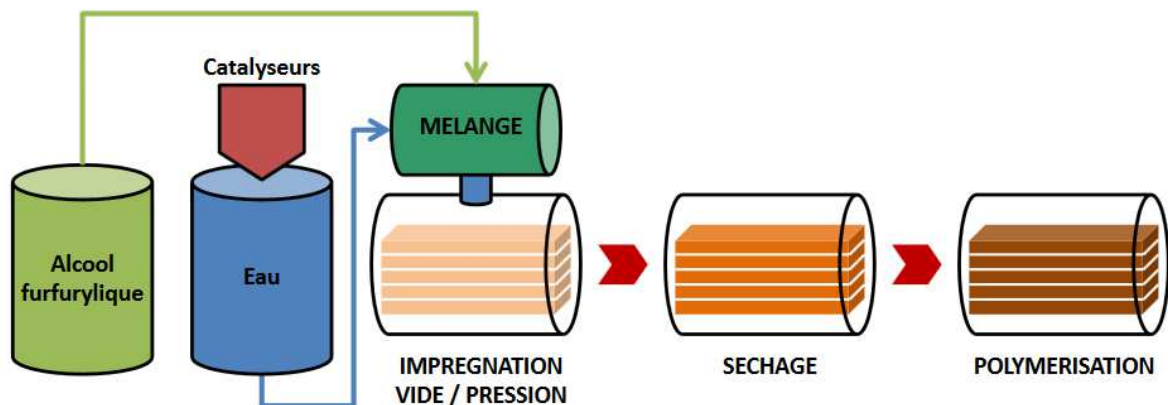 Catalyseurs
MELANGE
Alcool
furfurylique
Eau
IMPREGNATION
VIDE / PRESSION
SECHAGE
POLYMERISATION